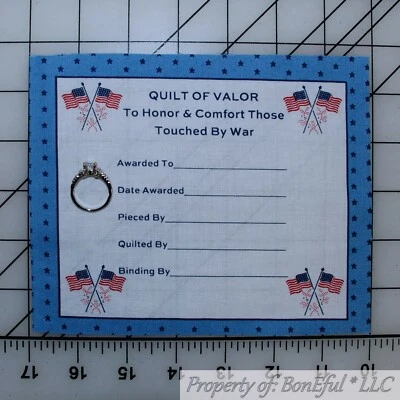 QUILT OF VALOR
To Honor & Comfort Those
Touched By War
Awarded To
Date Awarded
Pieced By
Quilted By
Binding By
17 16 15 14 13 12 11 10
Property of BonEful * LLC